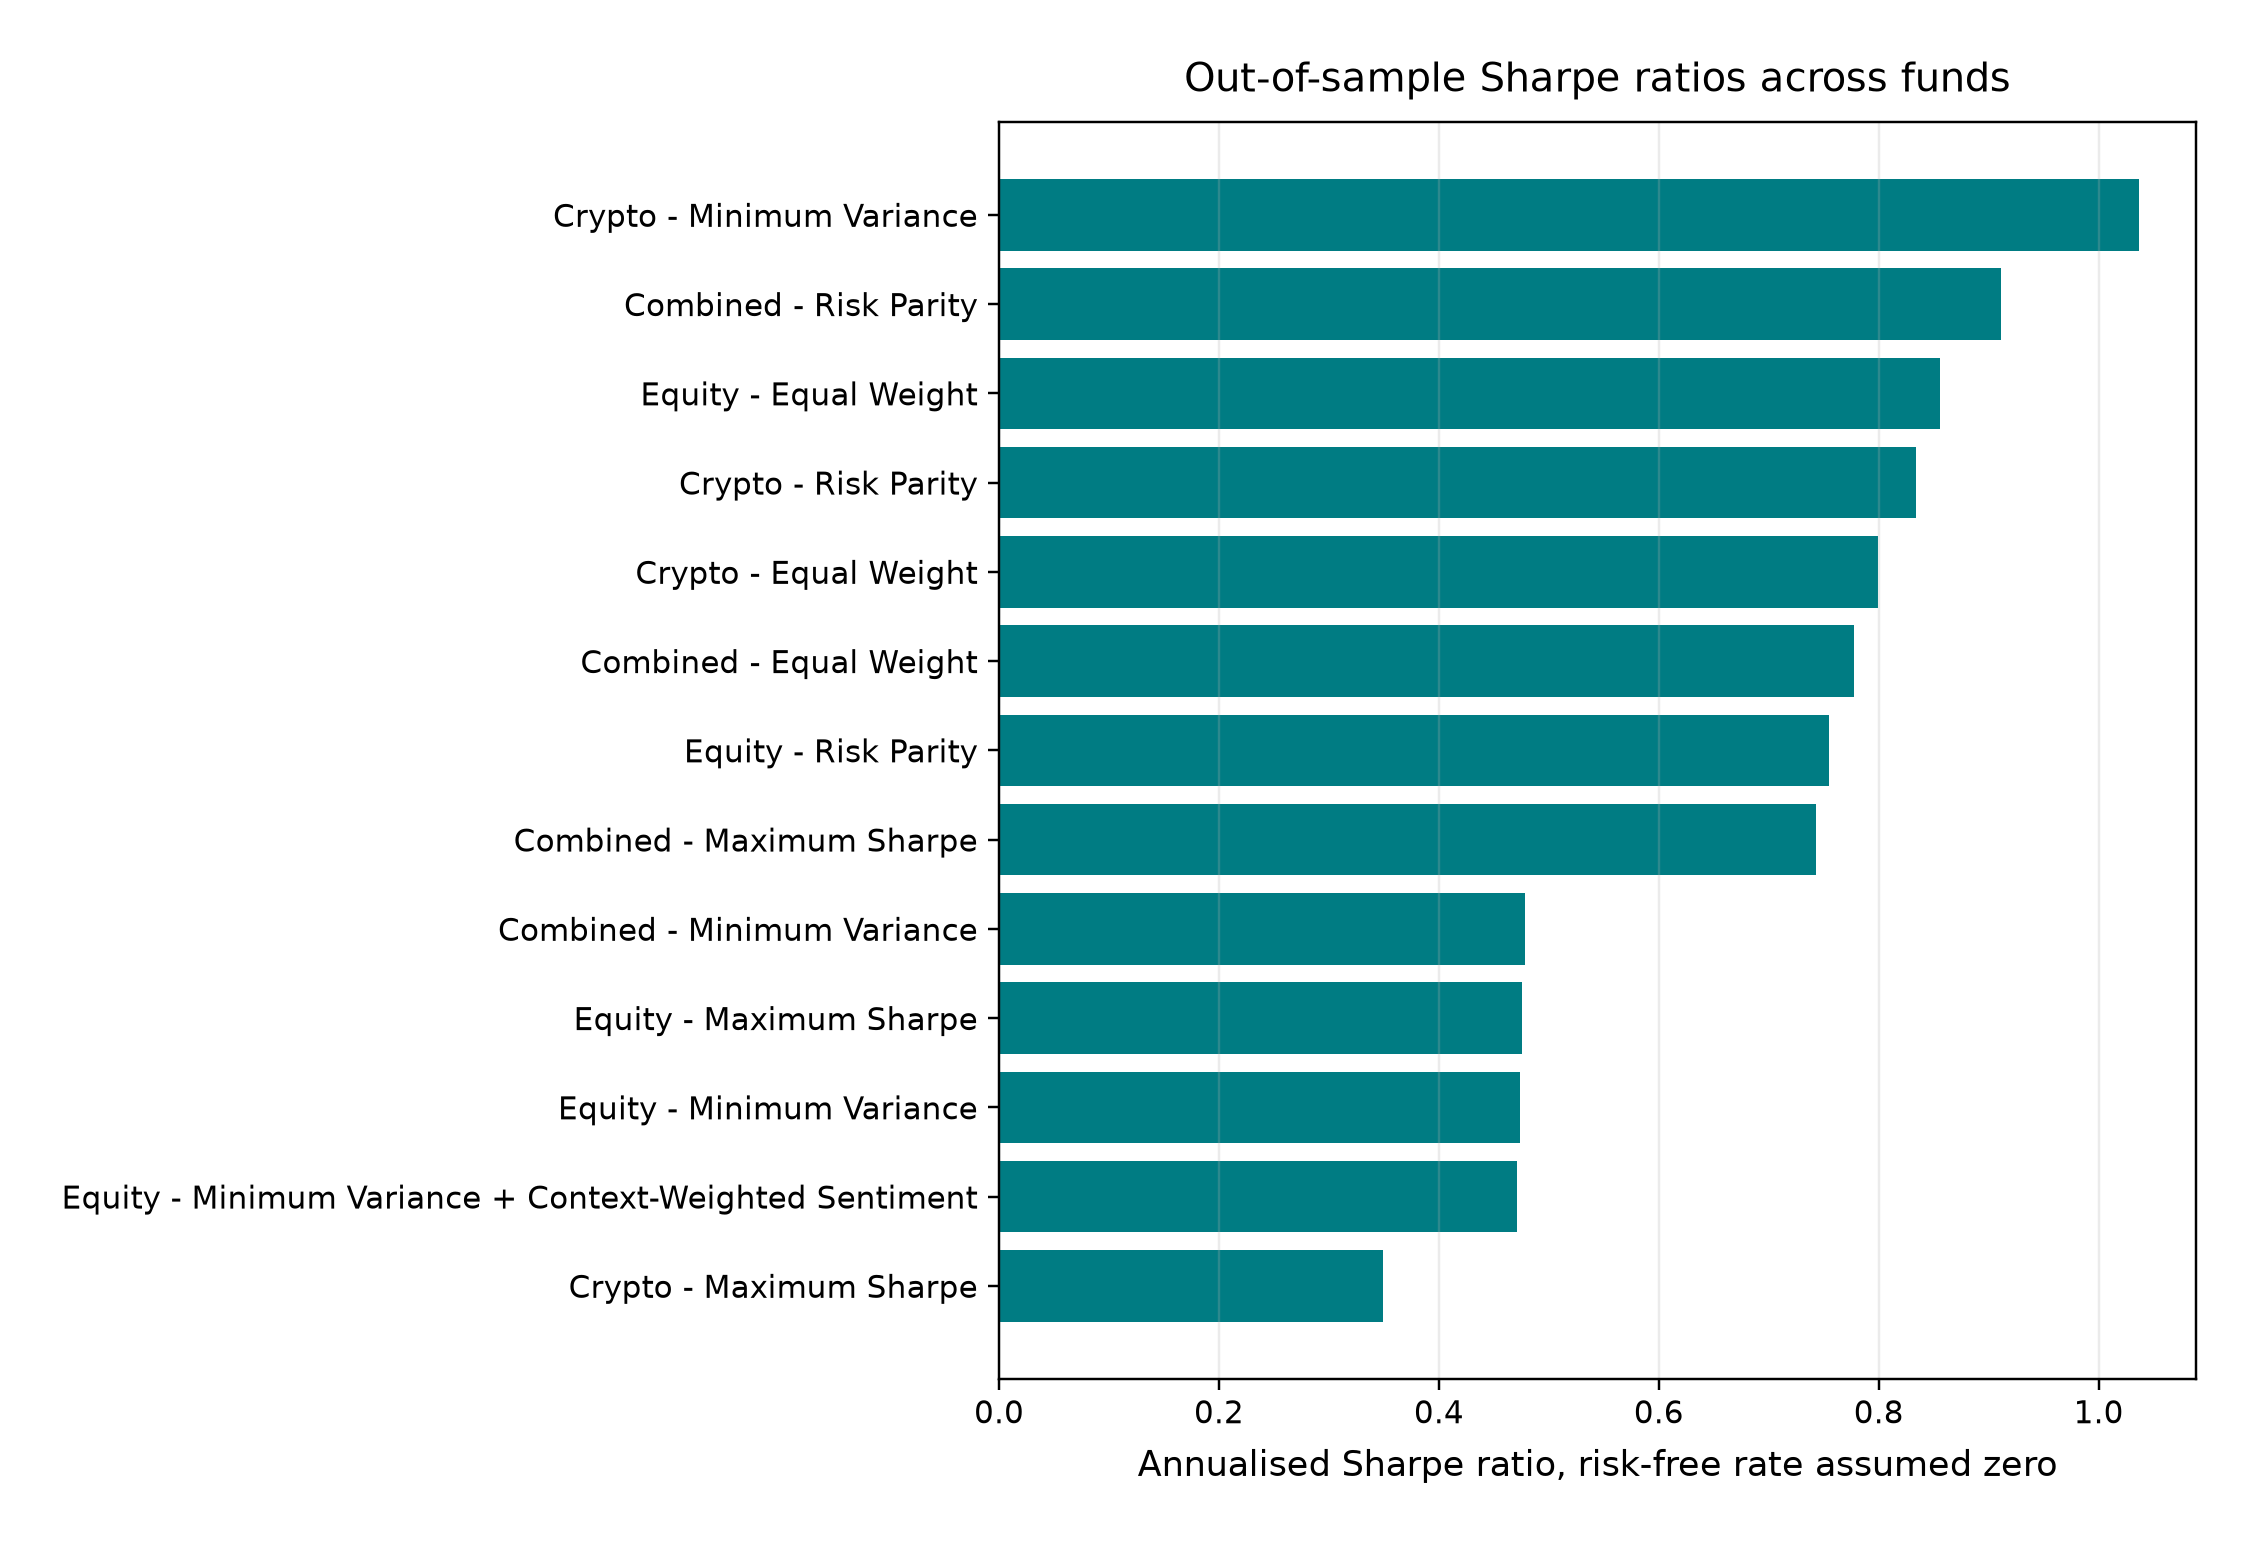 Out-of-sample Sharpe ratios across funds
Crypto - Minimum Variance
Combined - Risk Parity
Equity - Equal Weight
Crypto - Risk Parity
Crypto - Equal Weight
Combined - Equal Weight
Equity - Risk Parity
Combined - Maximum Sharpe
Combined - Minimum Variance
Equity - Maximum Sharpe
Equity - Minimum Variance
Equity - Minimum Variance + Context-Weighted Sentiment
Crypto - Maximum Sharpe
0.0 0.2 0.4 0.6 0.8 1.0
Annualised Sharpe ratio, risk-free rate assumed zero